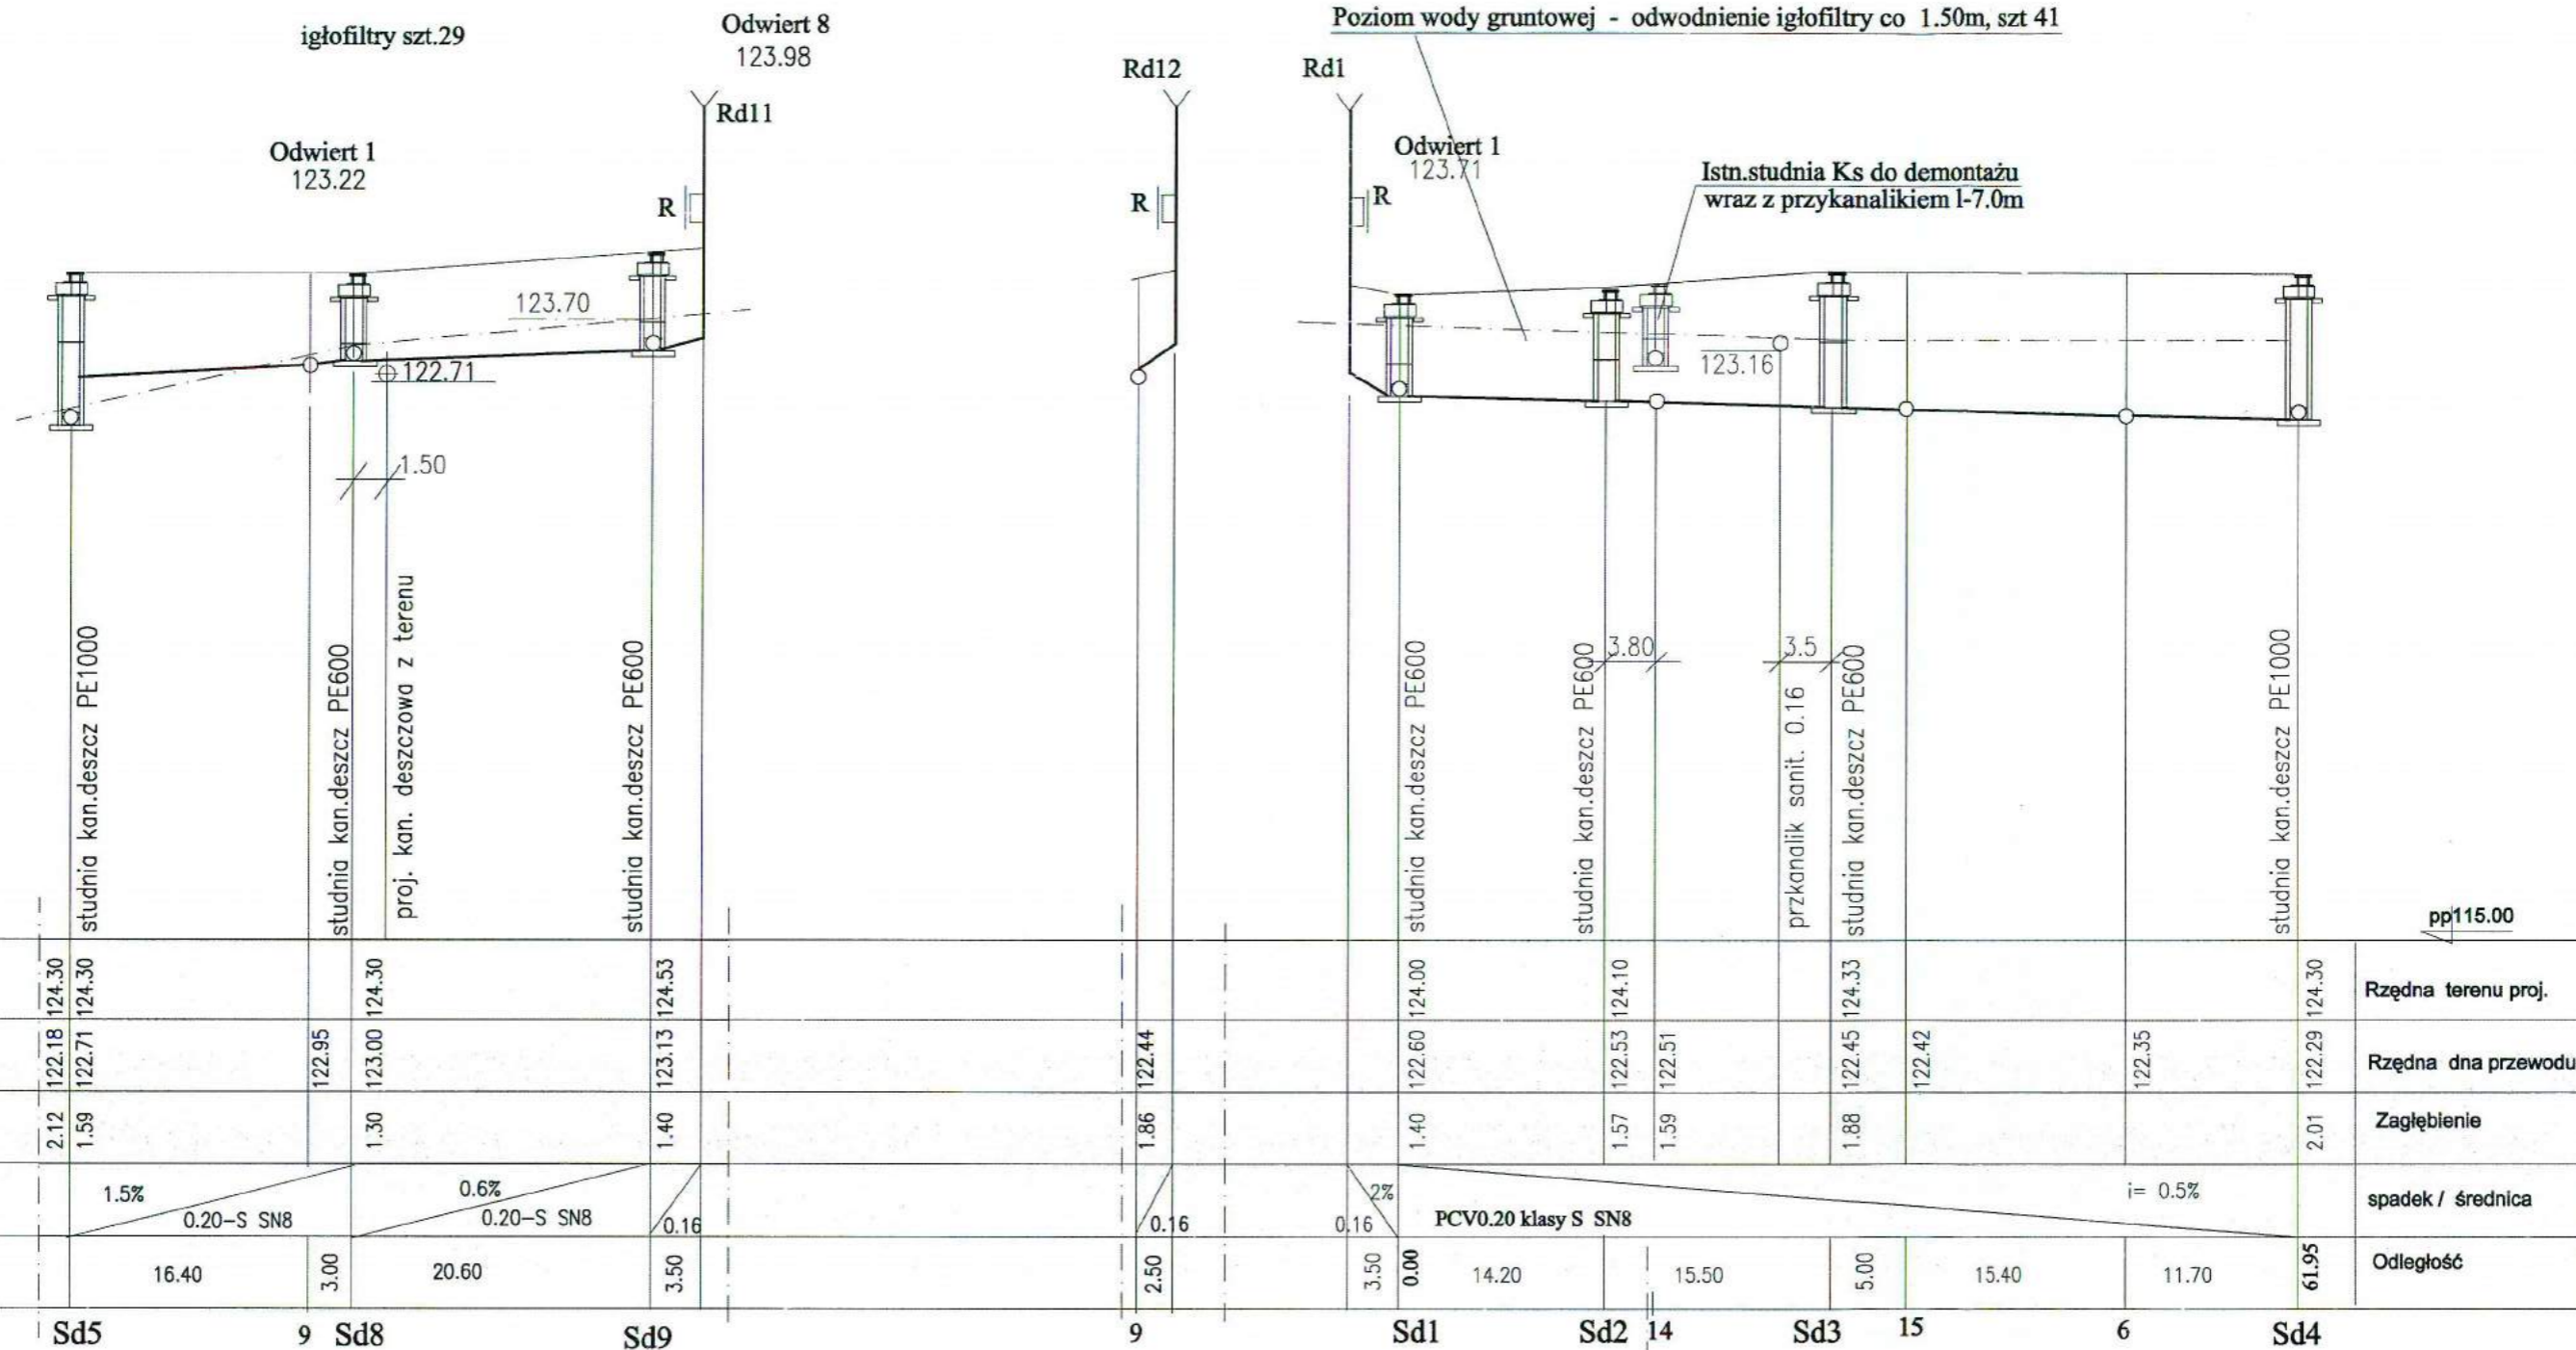 igłofiltry szt.29
Odwiert 8
123.98
Poziom wody gruntowej - odwodnienie igłofiltry co 1.50m, szt 41
Rd12
Rd1
Rd11
Odwiert 1
123.22
Odwiert 1
123.71
Istn.studnia Ks do demontażu
wraz z przykanalikiem l-7.0m
R
R
R
123.70
122.71
123.16
1.50
3.80
3.5
studnia kan.deszcz PE1000
studnia kan.deszcz PE600
proj. kan. deszczowa z terenu
studnia kan.deszcz PE600
studnia kan.deszcz PE600
studnia kan.deszcz PE600
przkanalik sanit. 0.16
studnia kan.deszcz PE600
studnia kan.deszcz PE1000
pp115.00
124.30 124.30 124.30 124.53 124.00 124.10 124.33 124.30 Rzędna terenu proj.
122.18 122.71 122.95 123.00 123.13 122.44 122.60 122.53 122.51 122.45 122.42 122.35 122.29 Rzędna dna przewodu
2.12 1.59 1.30 1.40 1.86 1.40 1.57 1.59 1.88 2.01 Zagłębienie
1.5% 0.6% 2% i= 0.5% spadek / średnica
0.20-S SN8 0.20-S SN8 0.16 0.16 0.16 PCV0.20 klasy S SN8
16.40 3.00 20.60 3.50 2.50 3.50 0.00 14.20 15.50 5.00 15.40 11.70 61.95 Odległość
Sd5 9 Sd8 Sd9 9 Sd1 Sd2 14 Sd3 15 6 Sd4